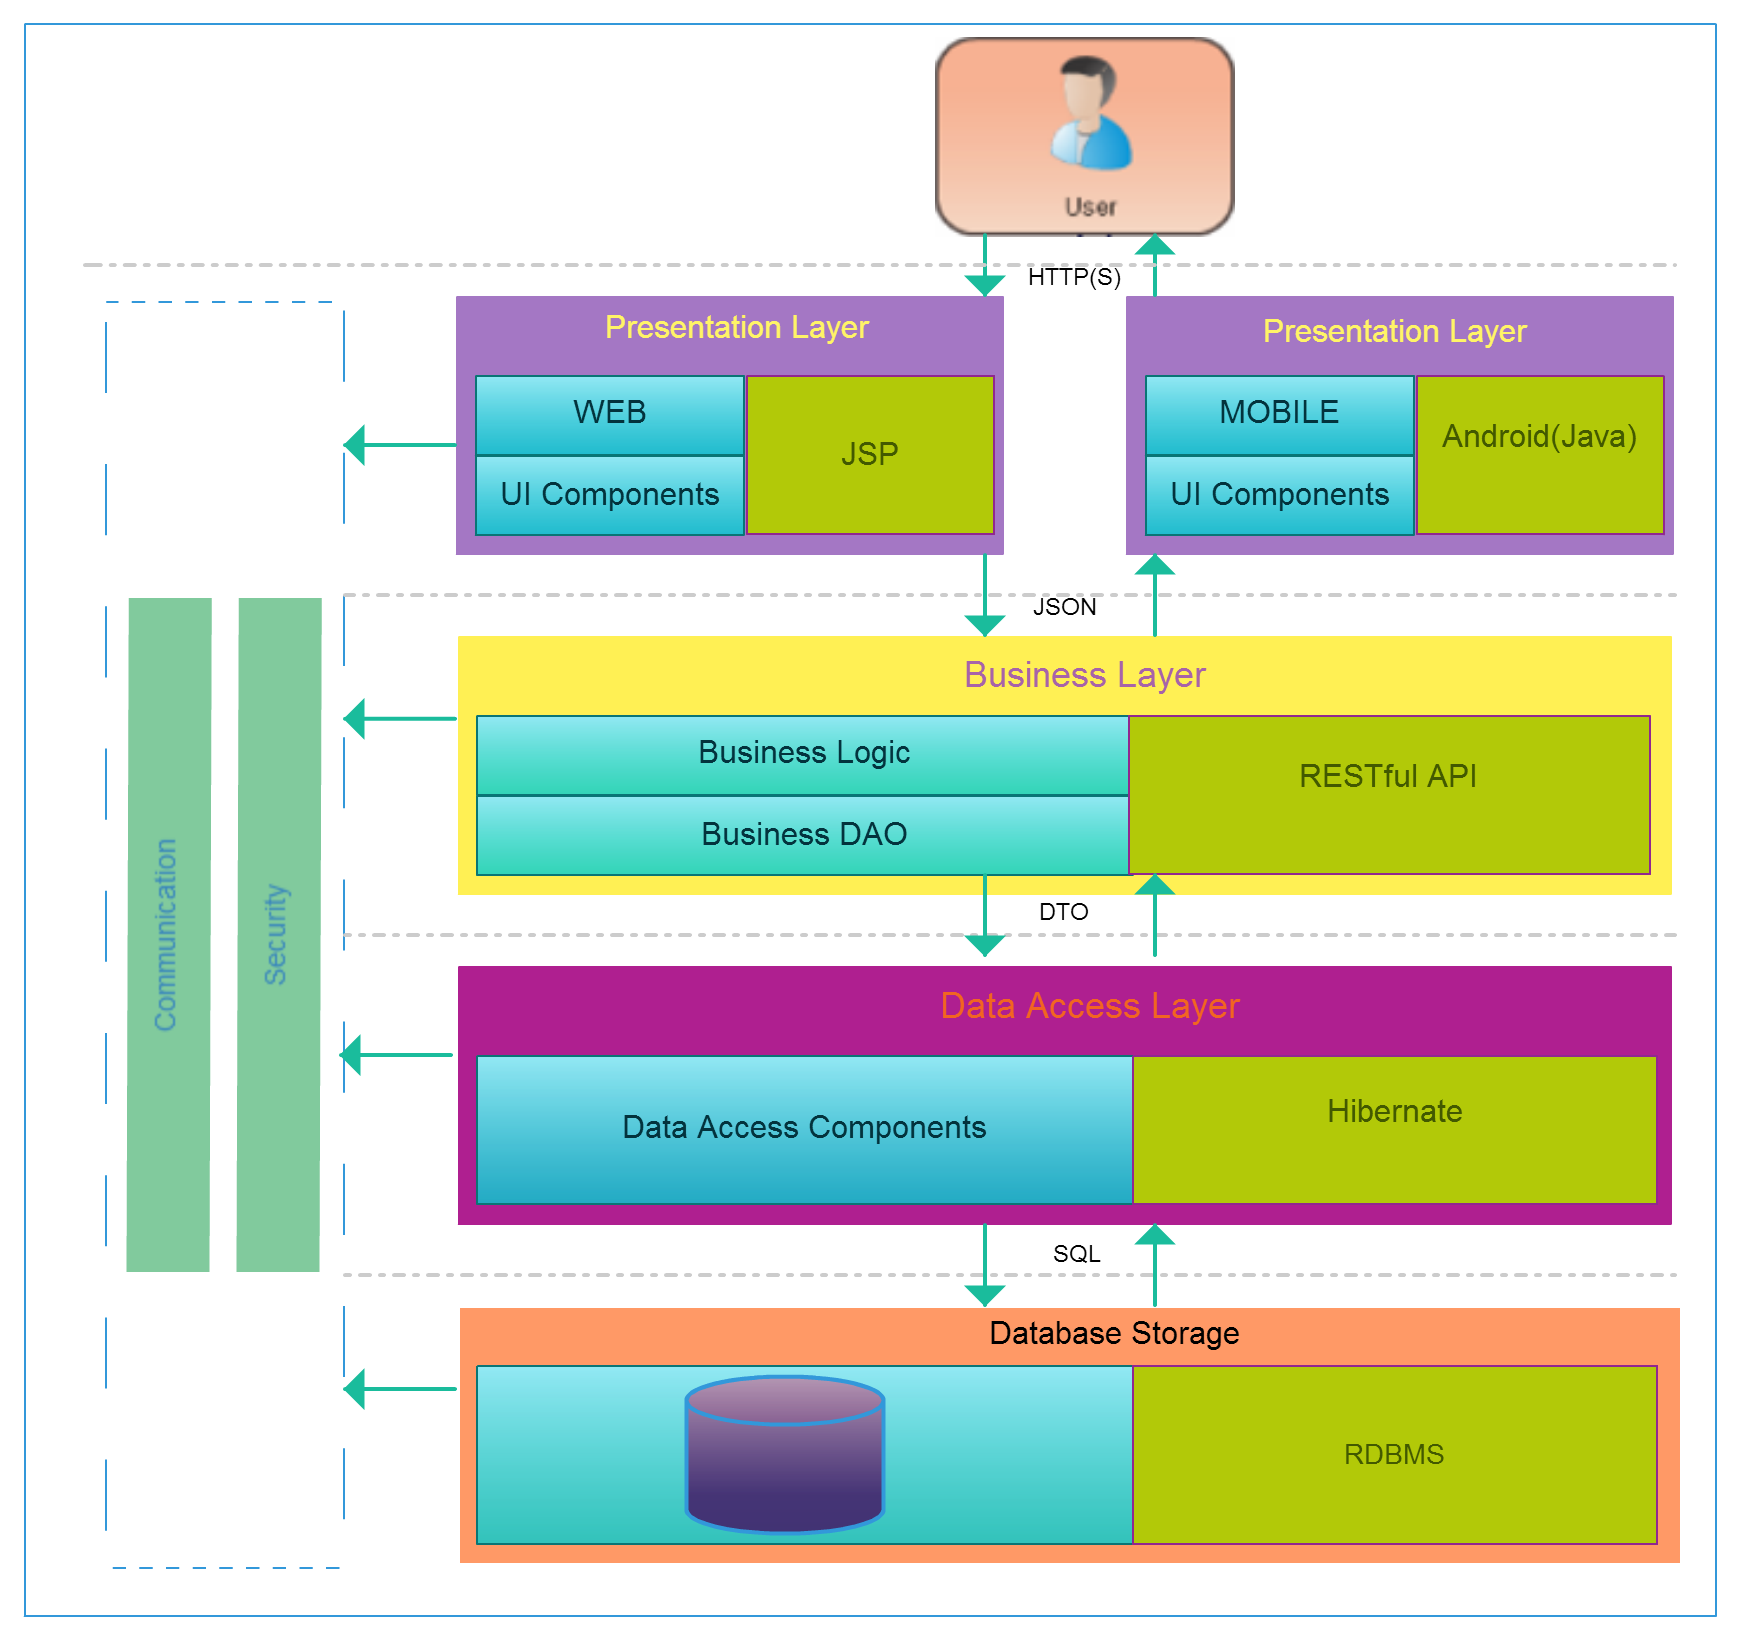 User
HTTP(S)
Presentation Layer
WEB
UI Components
JSP
Presentation Layer
MOBILE
UI Components
Android(Java)
JSON
Business Layer
Business Logic
Business DAO
RESTful API
DTO
Communication
Security
Data Access Layer
Data Access Components
Hibernate
SQL
Database Storage
RDBMS